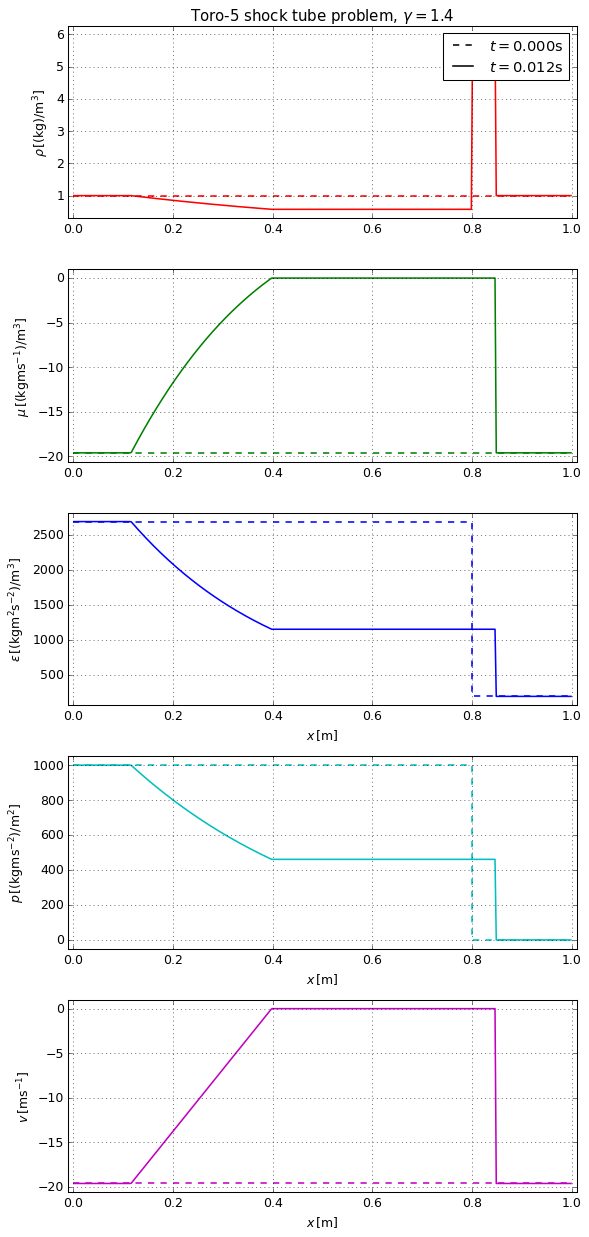 Toro-5 shock tube problem, γ = 1.4
t = 0.000s
t = 0.012s
ρ [(kg)/m³]
6
5
4
3
2
1
0.0 0.2 0.4 0.6 0.8 1.0
μ [(kgms⁻¹)/m³]
0
−5
−10
−15
−20
0.0 0.2 0.4 0.6 0.8 1.0
ε [(kgm²s⁻²)/m³]
2500
2000
1500
1000
500
0.0 0.2 0.4 0.6 0.8 1.0
x [m]
p [(kgms⁻²)/m²]
1000
800
600
400
200
0
0.0 0.2 0.4 0.6 0.8 1.0
x [m]
v [ms⁻¹]
0
−5
−10
−15
−20
0.0 0.2 0.4 0.6 0.8 1.0
x [m]